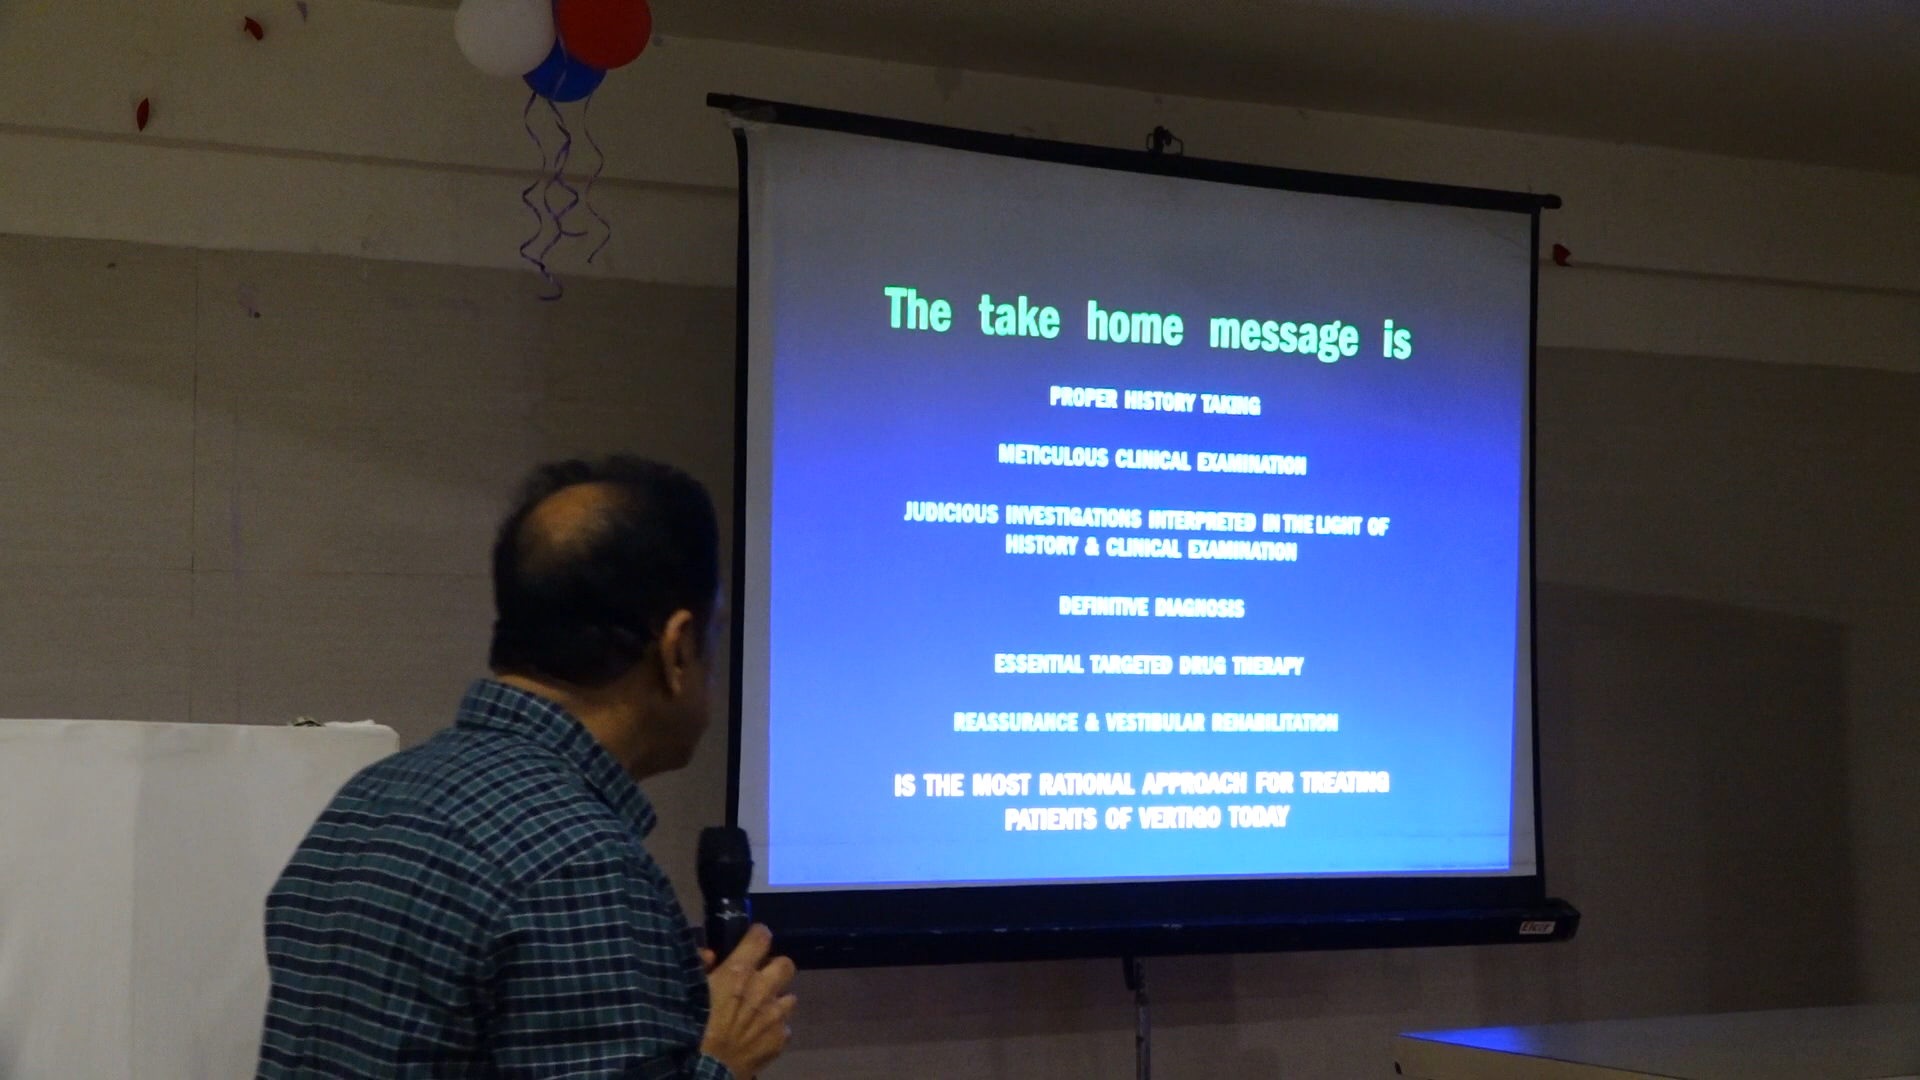 The take home message is
PROPER HISTORY TAKING
METICULOUS CLINICAL EXAMINATION
JUDICIOUS INVESTIGATIONS INTERPRETED IN THE LIGHT OF
HISTORY & CLINICAL EXAMINATION
DEFINITIVE DIAGNOSIS
ESSENTIAL TARGETED DRUG THERAPY
REASSURANCE & VESTIBULAR REHABILITATION
IS THE MOST RATIONAL APPROACH FOR TREATING
PATIENTS OF VERTIGO TODAY